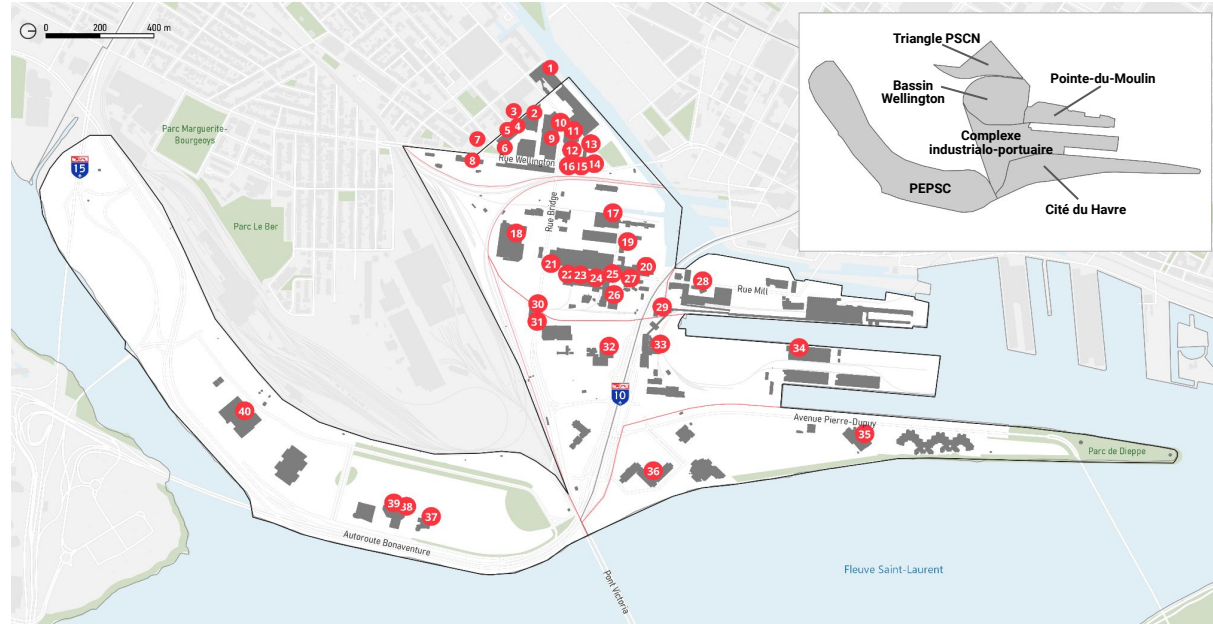 0 200 400 m
Parc Marguerite-
Bourgeoys
15
Parc Le Ber
1
2
3
4
5
6
7
8
9
10
11
12
13
14
15
16
Rue Wellington
Rue Bridge
17
18
19
20
21
22
23
24
25
26
27
28
29
30
31
32
33
34
35
36
37
38
39
40
Rue Mill
10
Avenue Pierre-Dupuy
Parc de Dieppe
Autoroute Bonaventure
Pont Victoria
Fleuve Saint-Laurent
Triangle PSCN
Pointe-du-Moulin
Bassin
Wellington
Complexe
industrialo-portuaire
PEPSC
Cité du Havre